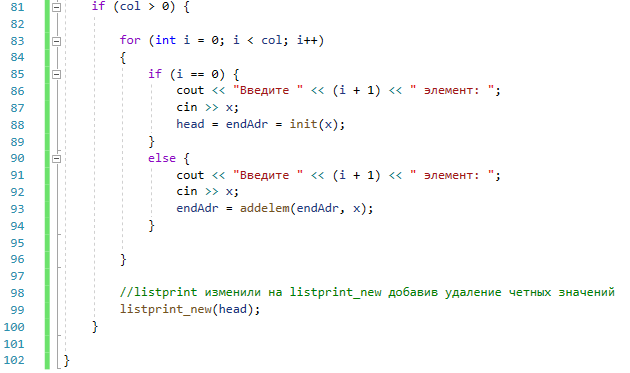 81 if (col > 0) {
82
83 for (int i = 0; i < col; i++)
84 {
85 if (i == 0) {
86 cout << "Введите " << (i + 1) << " элемент: ";
87 cin >> x;
88 head = endAdr = init(x);
89 }
90 else {
91 cout << "Введите " << (i + 1) << " элемент: ";
92 cin >> x;
93 endAdr = addelem(endAdr, x);
94 }
95
96 }
97
98 //listprint изменили на listprint_new добавив удаление четных значений
99 listprint_new(head);
100 }
101
102 }